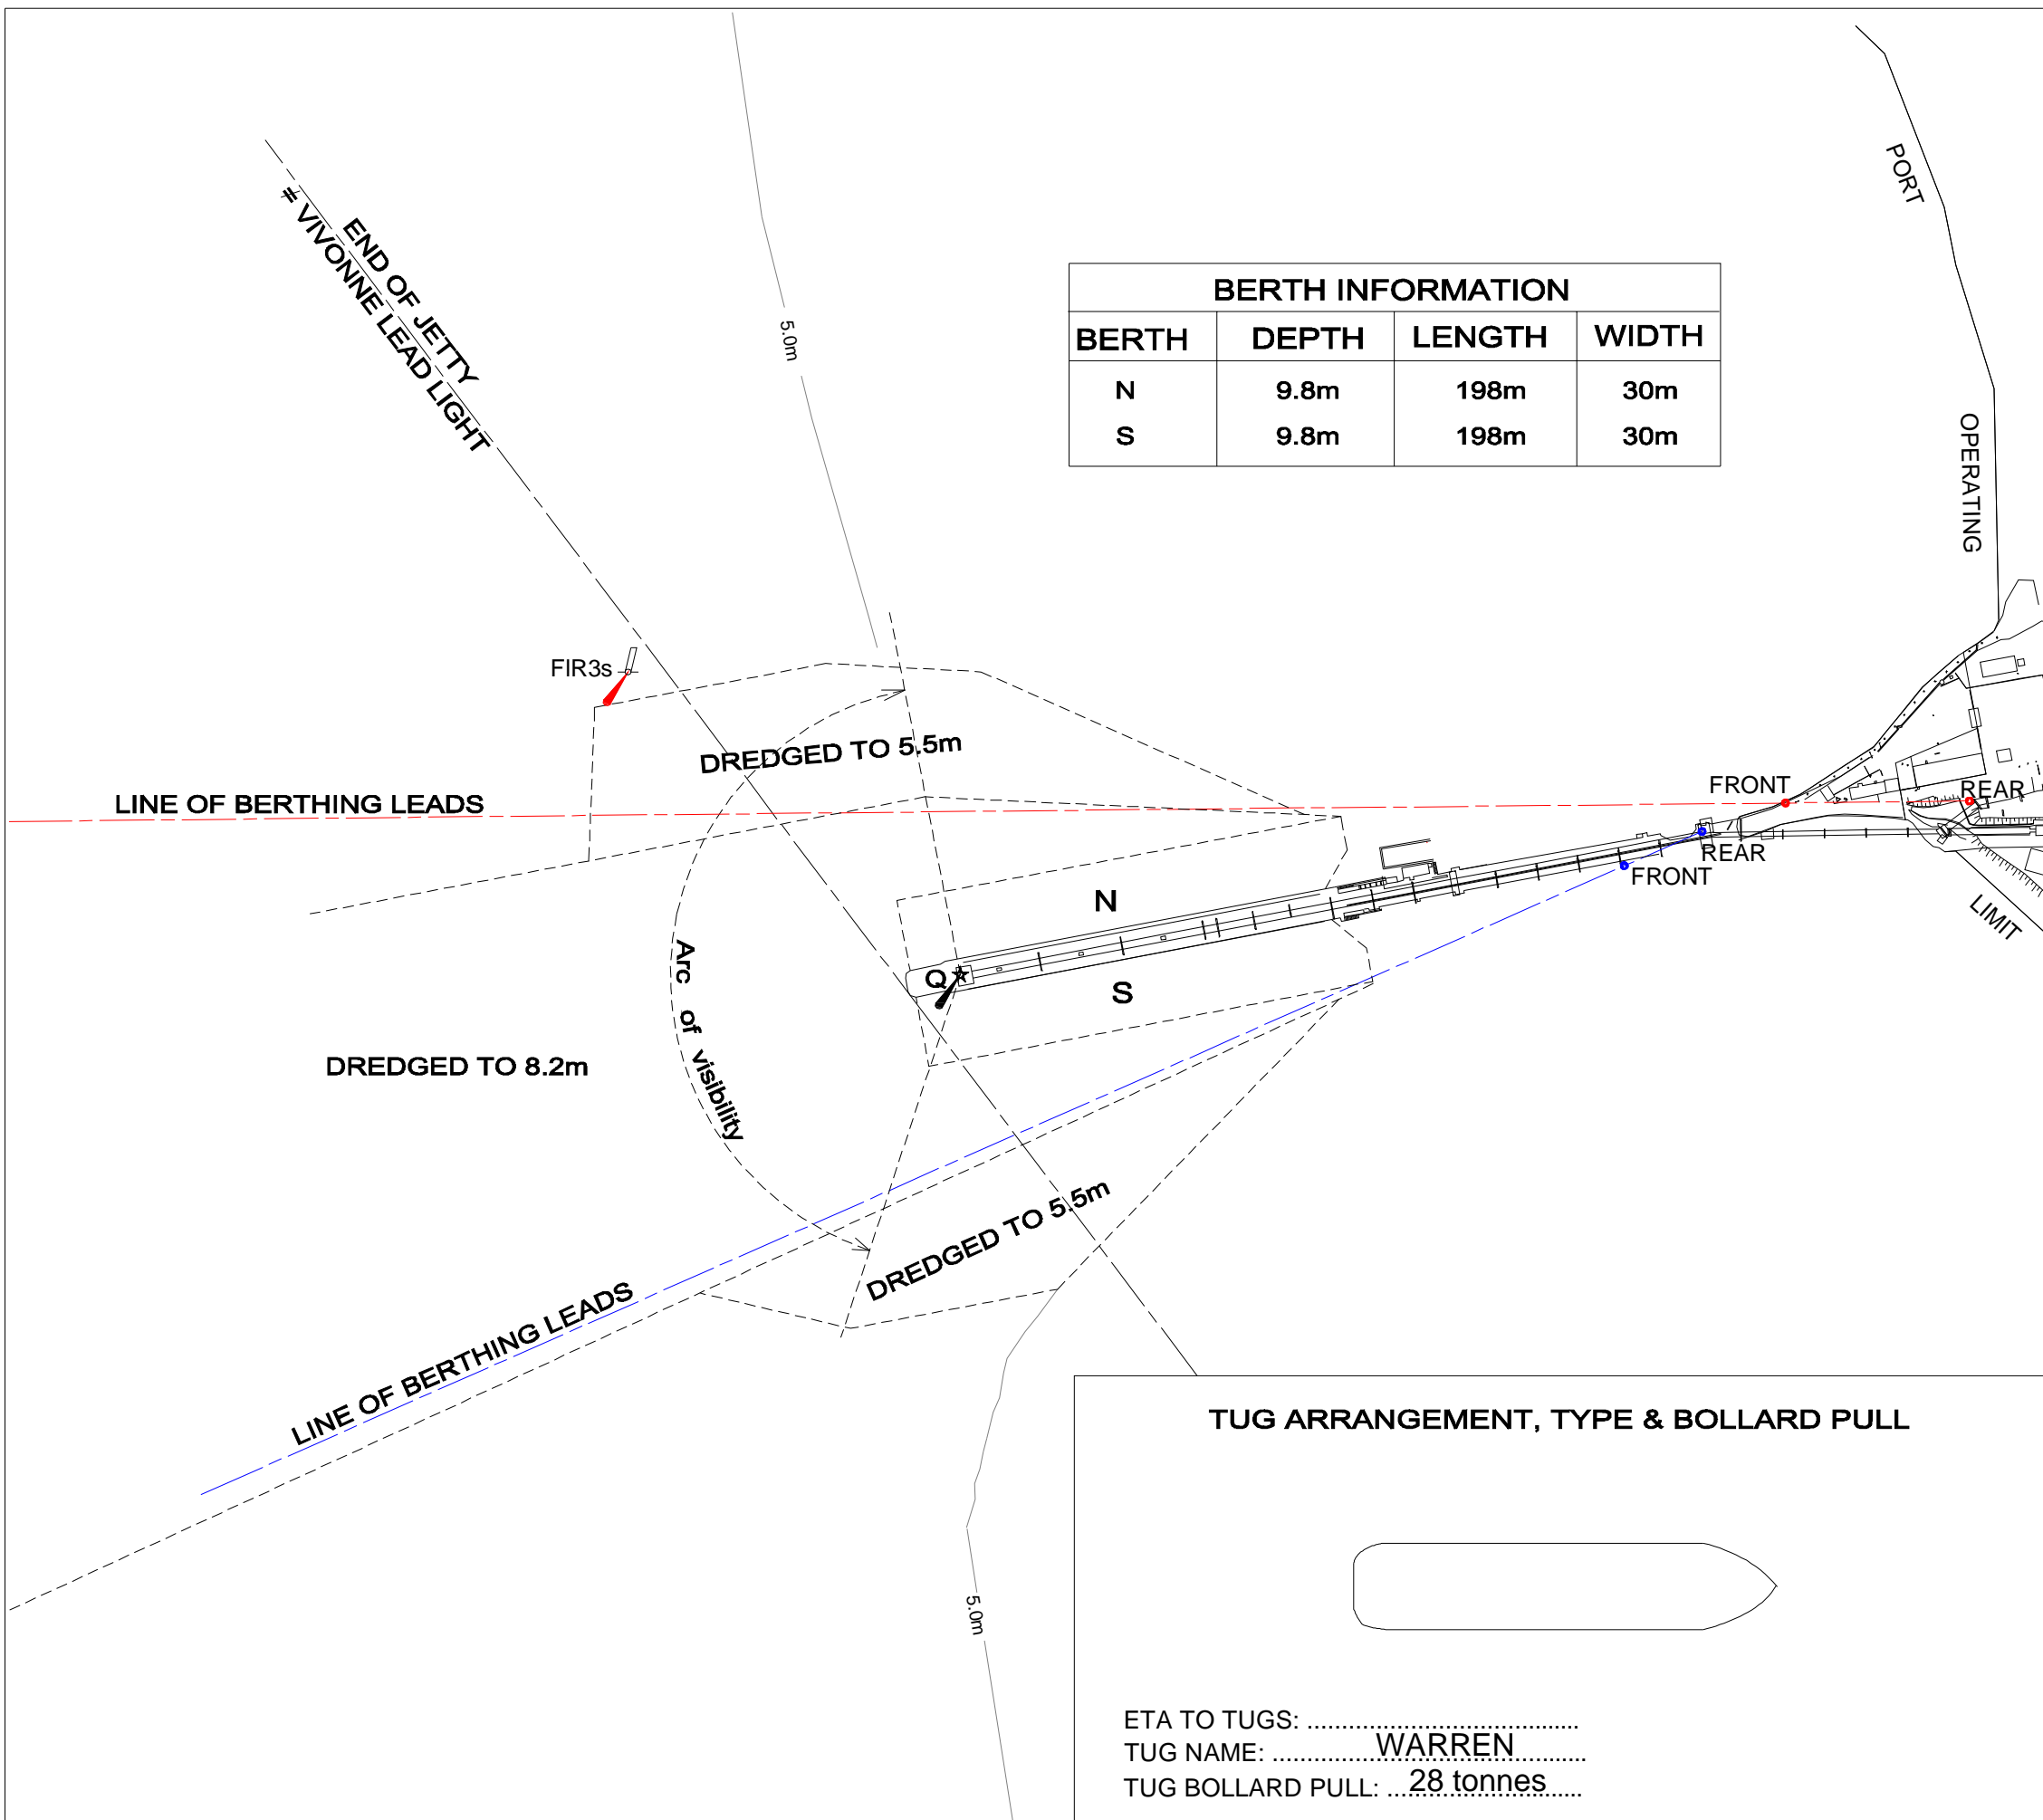 PORT
END OF JETTY
= VIVONNE LEAD LIGHT
5.0m
BERTH INFORMATION
BERTH DEPTH LENGTH WIDTH
N 9.8m 198m 30m
S 9.8m 198m 30m
OPERATING
FIR3s
DREDGED TO 5.5m
LINE OF BERTHING LEADS
FRONT
REAR
REAR
FRONT
N
LIMIT
Q
S
Arc of visibility
DREDGED TO 8.2m
DREDGED TO 5.5m
LINE OF BERTHING LEADS
5.0m
TUG ARRANGEMENT, TYPE & BOLLARD PULL
ETA TO TUGS: .......................................
TUG NAME: ...............WARREN..........
TUG BOLLARD PULL: ...28 tonnes.....